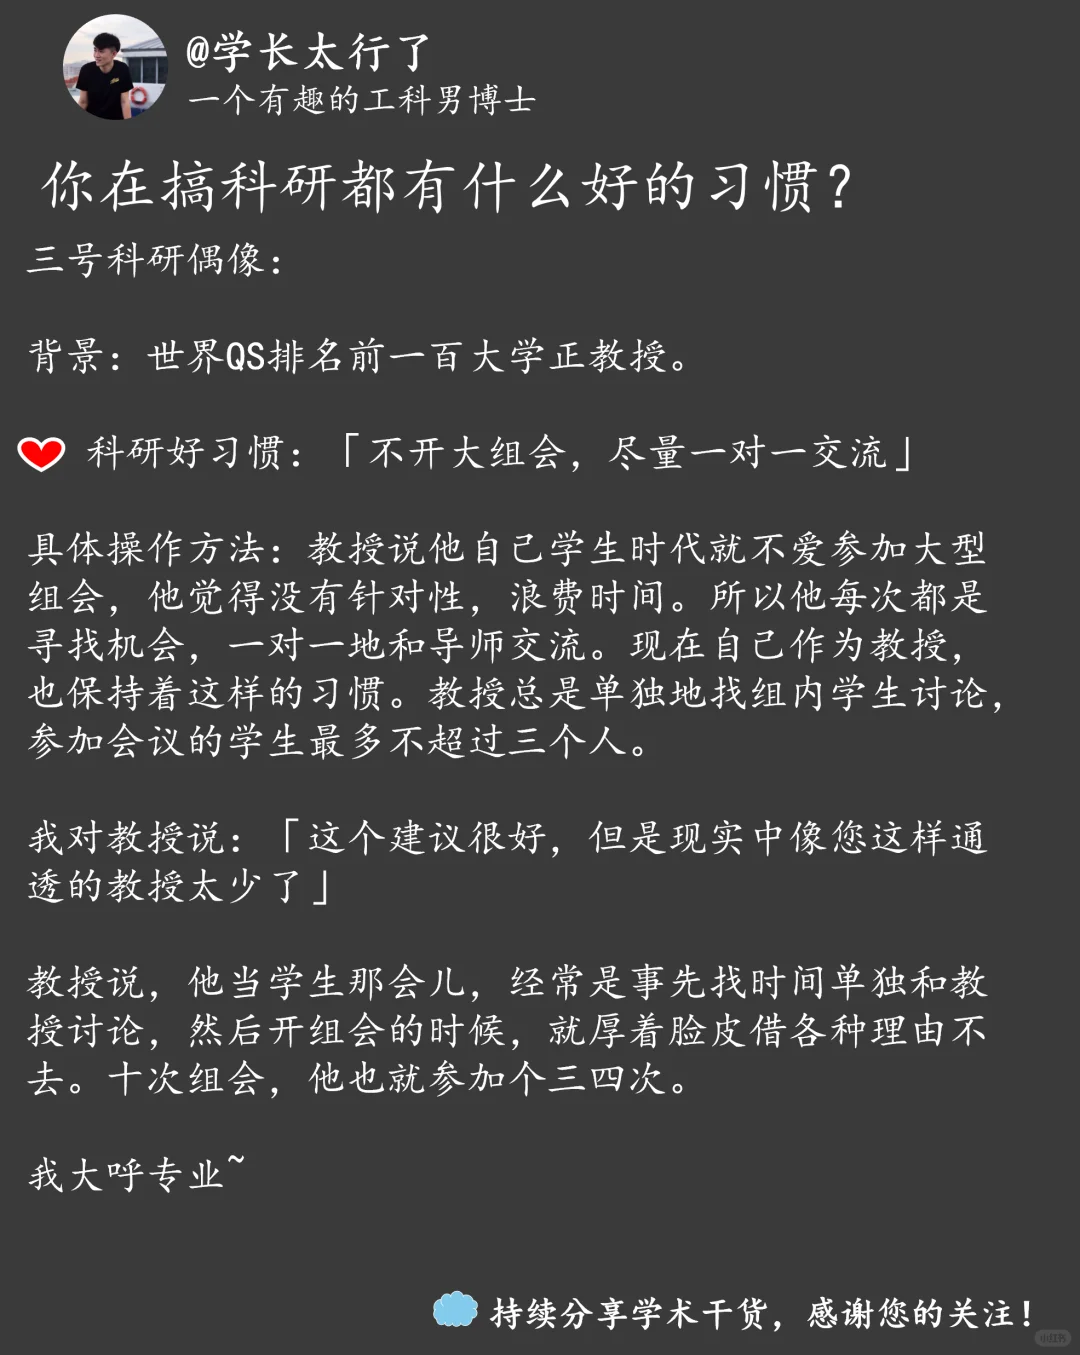 @学长太行了
一个有趣的工科男博士
你在搞科研都有什么好的习惯?
三号科研偶像:
背景: 世界QS排名前一百大学正教授。
科研好习惯:「不开大组会, 尽量一对一交流」
具体操作方法: 教授说他自己学生时代就不爱参加大型
组会, 他觉得没有针对性, 浪费时间。所以他每次都是
寻找机会, 一对一地和导师交流。现在自己作为教授,
也保持着这样的习惯。教授总是单独地找组内学生讨论,
参加会议的学生最多不超过三个人。
我对教授说:「这个建议很好, 但是现实中像您这样通
透的教授太少了」
教授说, 他当学生那会儿, 经常是事先找时间单独和教
授讨论, 然后开组会的时候, 就厚着脸皮借各种理由不
去。十次组会, 他也就参加个三四次。
我大呼专业~
持续分享学术干货, 感谢您的关注!
小红书